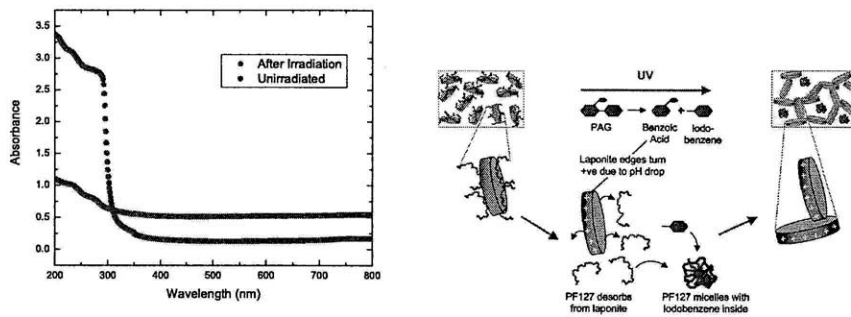 3.5
3.0
2.5
2.0
1.5
1.0
0.5
0.0
Absorbance
After Irradiation
Unirradiated
200 300 400 500 600 700 800
Wavelength (nm)
UV
PAG
Benzoic
Acid
+
Iodo-
benzene
Laponite edges turn
+ve due to pH drop
PF127 desorbs
from laponite
PF127 micelles with
Iodobenzene inside